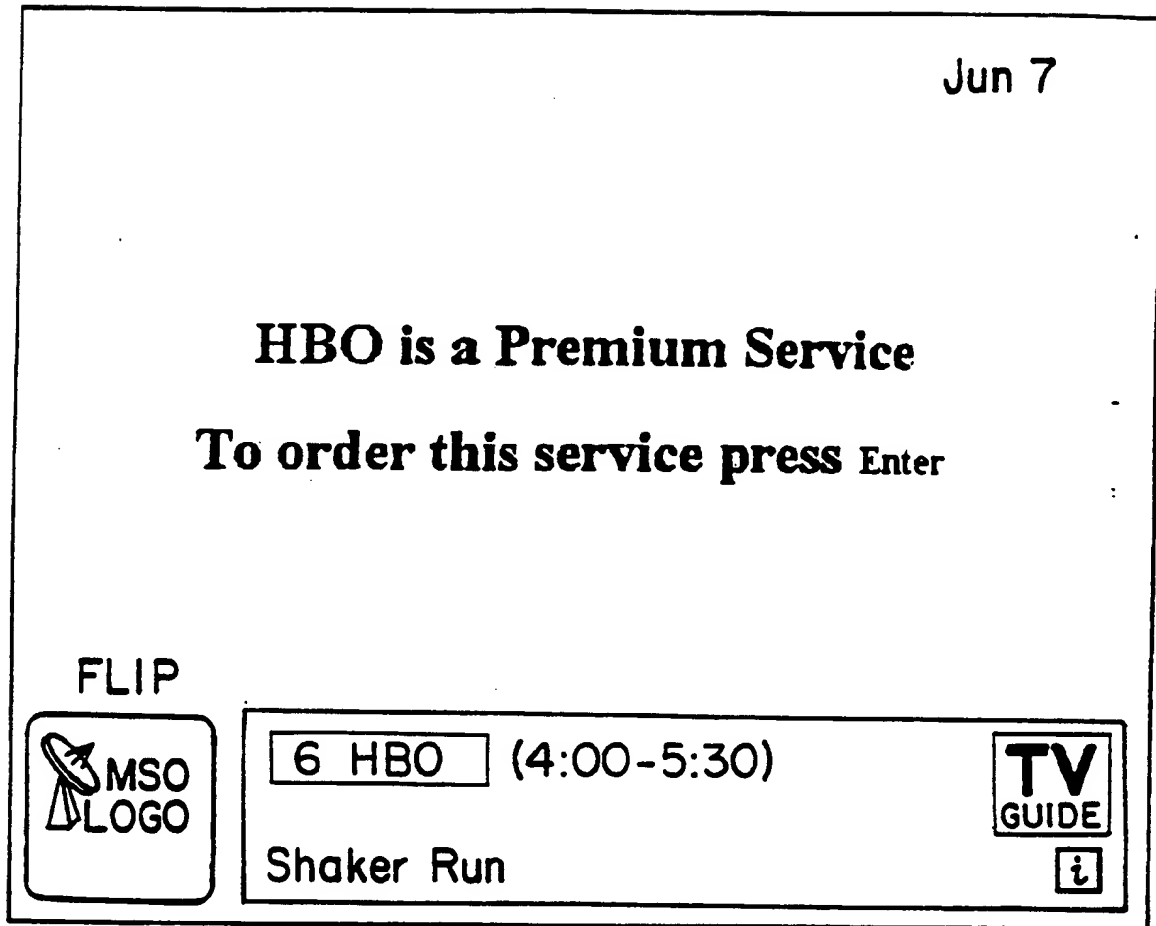 Jun 7
HBO is a Premium Service
To order this service press Enter
FLIP
MSO
LOGO
6 HBO (4:00-5:30)
TV
GUIDE
Shaker Run
i